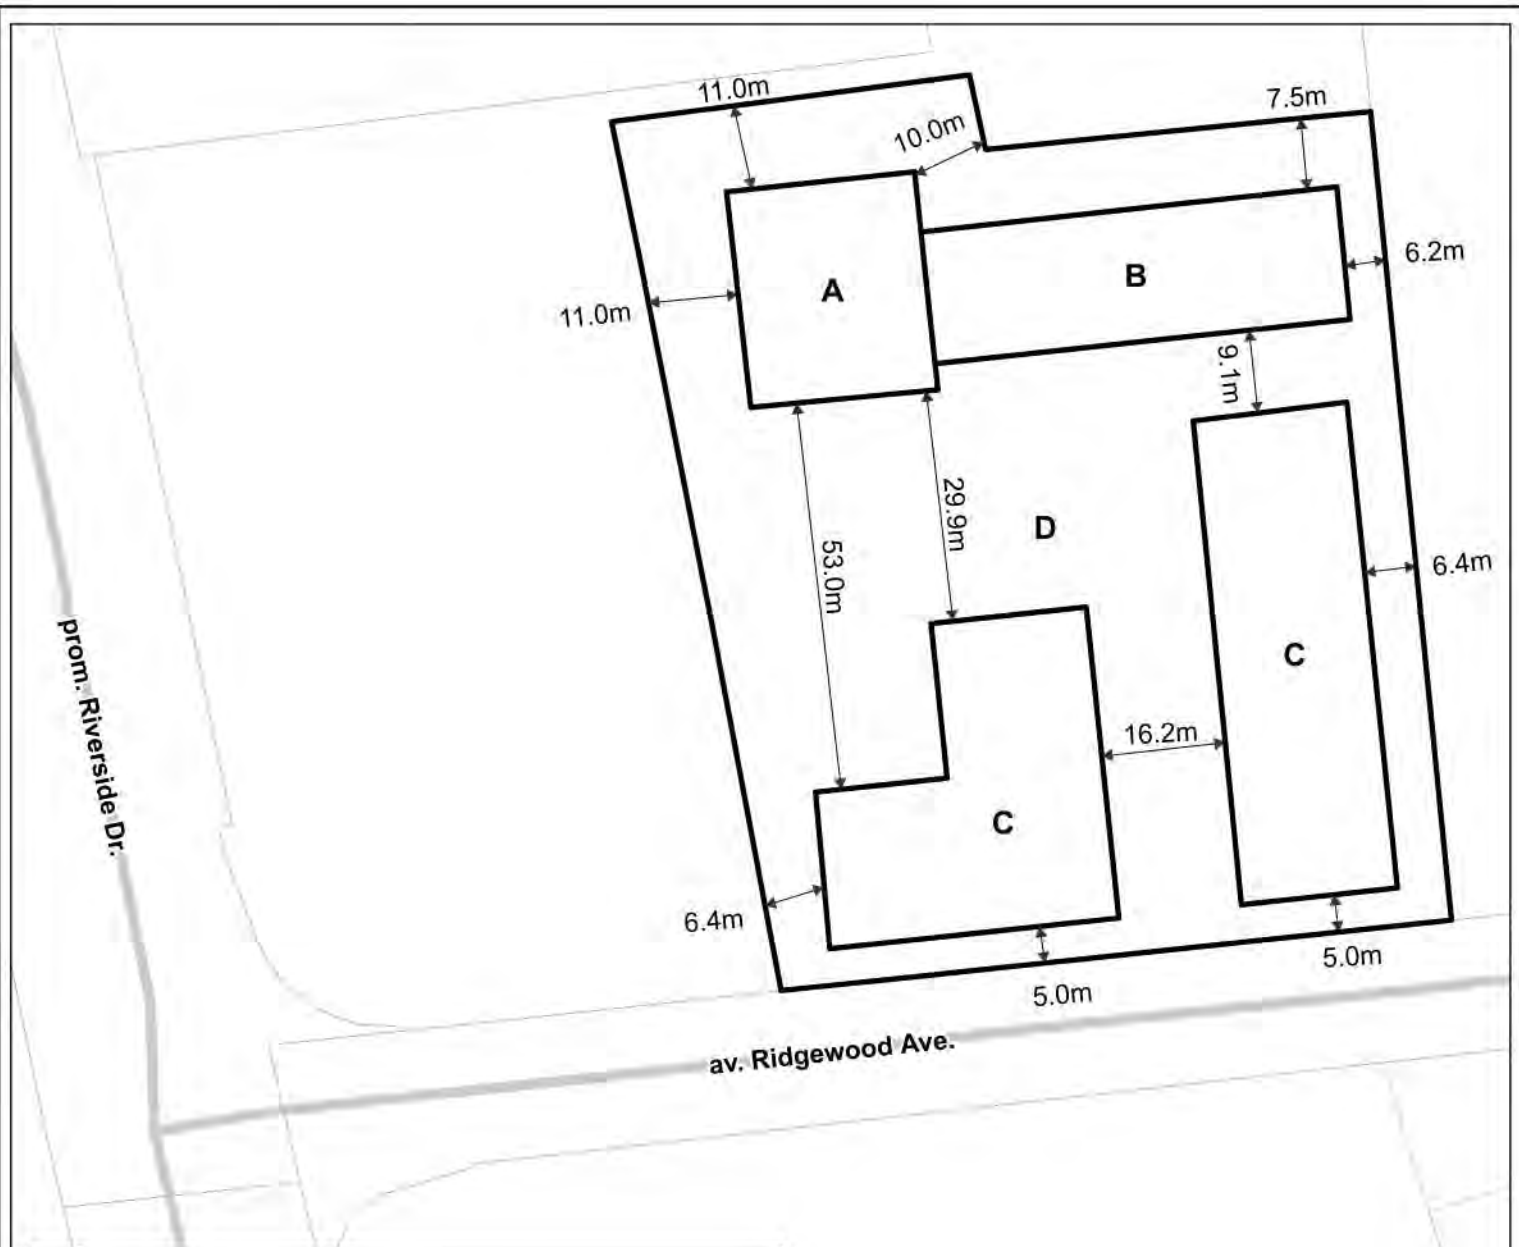 11.0m
7.5m
10.0m
6.2m
B
A
11.0m
9.1m
29.9m
D
53.0m
6.4m
prom. Riverside Dr.
C
16.2m
C
6.4m
5.0m
5.0m
av. Ridgewood Ave.